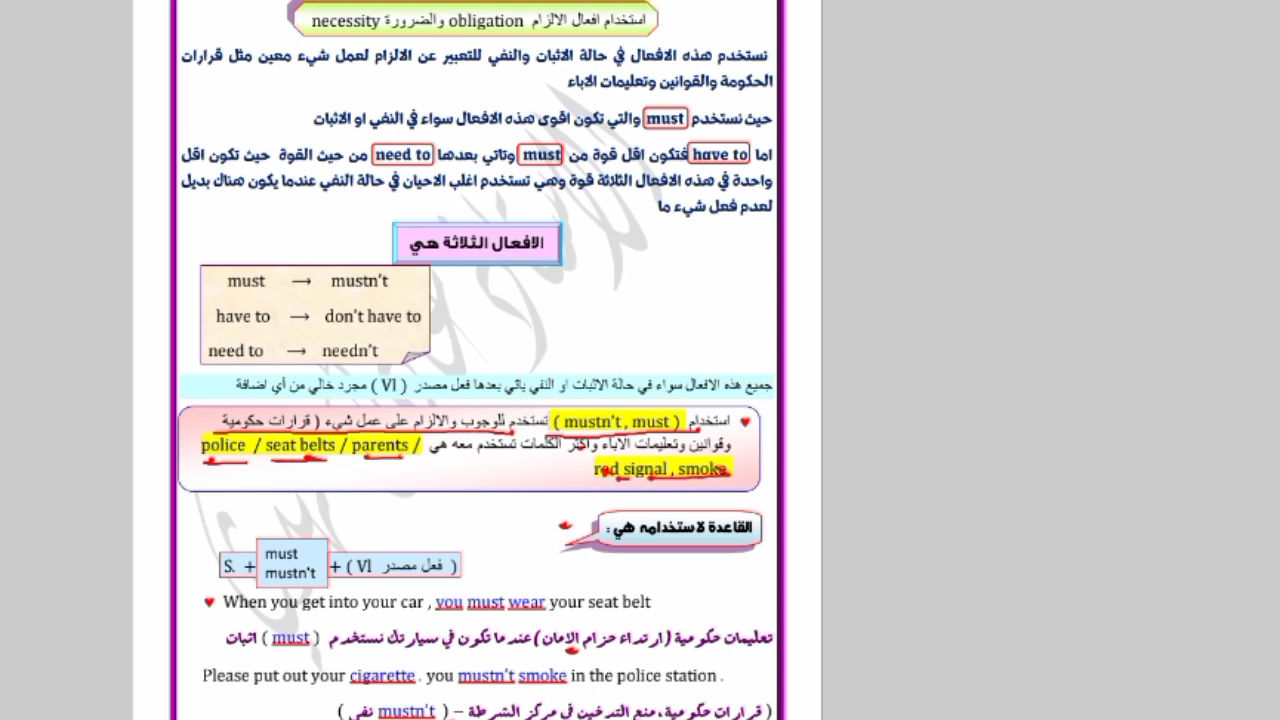 استخدام افعال الالزام obligation والضرورة necessity
نستخدم هذه الافعال في حالة الاثبات والنفي للتعبير عن الالزام لعمل شيء معين مثل قرارات
الحكومة والقوانين وتعليمات الاباء
حيث نستخدم must والتي تكون اقوى هذه الافعال سواء في النفي او الاثبات
اما have to فتكون اقل قوة من must وتاتي بعدها need to من حيث القوة حيث تكون اقل
واحدة في هذه الافعال الثلاثة قوة وهي تستخدم اغلب الاحيان في حالة النفي عندما يكون هناك بديل
لعدم فعل شيء ما
الافعال الثلاثة هي
must → mustn't
have to → don't have to
need to → needn't
جميع هذه الافعال سواء في حالة الاثبات او النفي ياتي بعدها فعل مصدر ( V1 ) مجرد خالي من أي اضافة
♥ استخدام ( mustn't , must ) تستخدم للوجوب والالزام على عمل شيء ( قرارات حكومية
وقوانين وتعليمات الاباء واكثر الكلمات تستخدم معه هي / police / seat belts / parents
red signal , smoke
القاعدة لاستخدامه هي :
S. + must mustn't + ( V1 فعل مصدر )
♥ When you get into your car , you must wear your seat belt
تعليمات حكومية (ارتداء حزام الامان) عندما تكون في سيارتك نستخدم ( must ) اثبات
Please put out your cigarette . you mustn't smoke in the police station .
( قرارات حكومية، منع التدخين في مركز الشرطة – ( mustn't نفي )